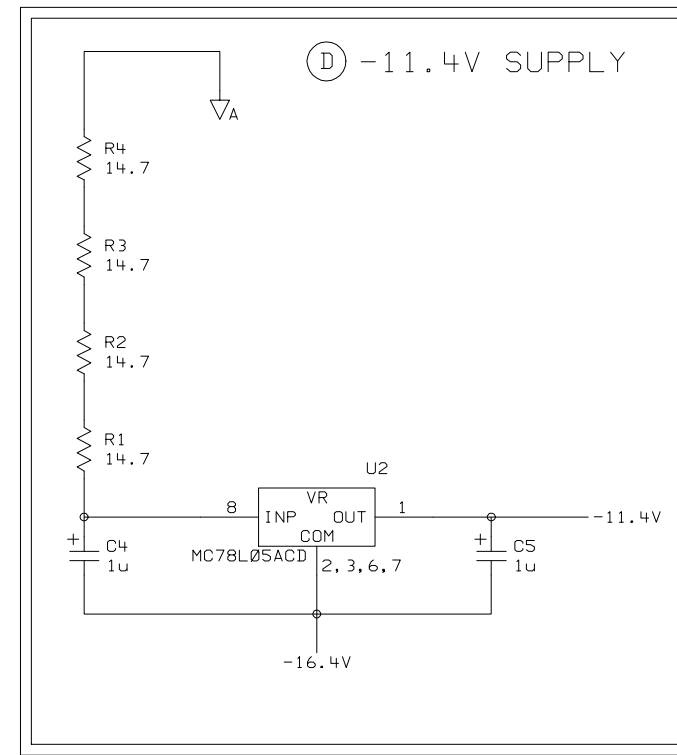 D -11.4V SUPPLY
A
R4
14.7
R3
14.7
R2
14.7
R1
14.7
U2
VR
8 INP OUT 1
COM
-11.4V
MC78LØ5ACD
2,3,6,7
+ C4
1u
+ C5
1u
-16.4V